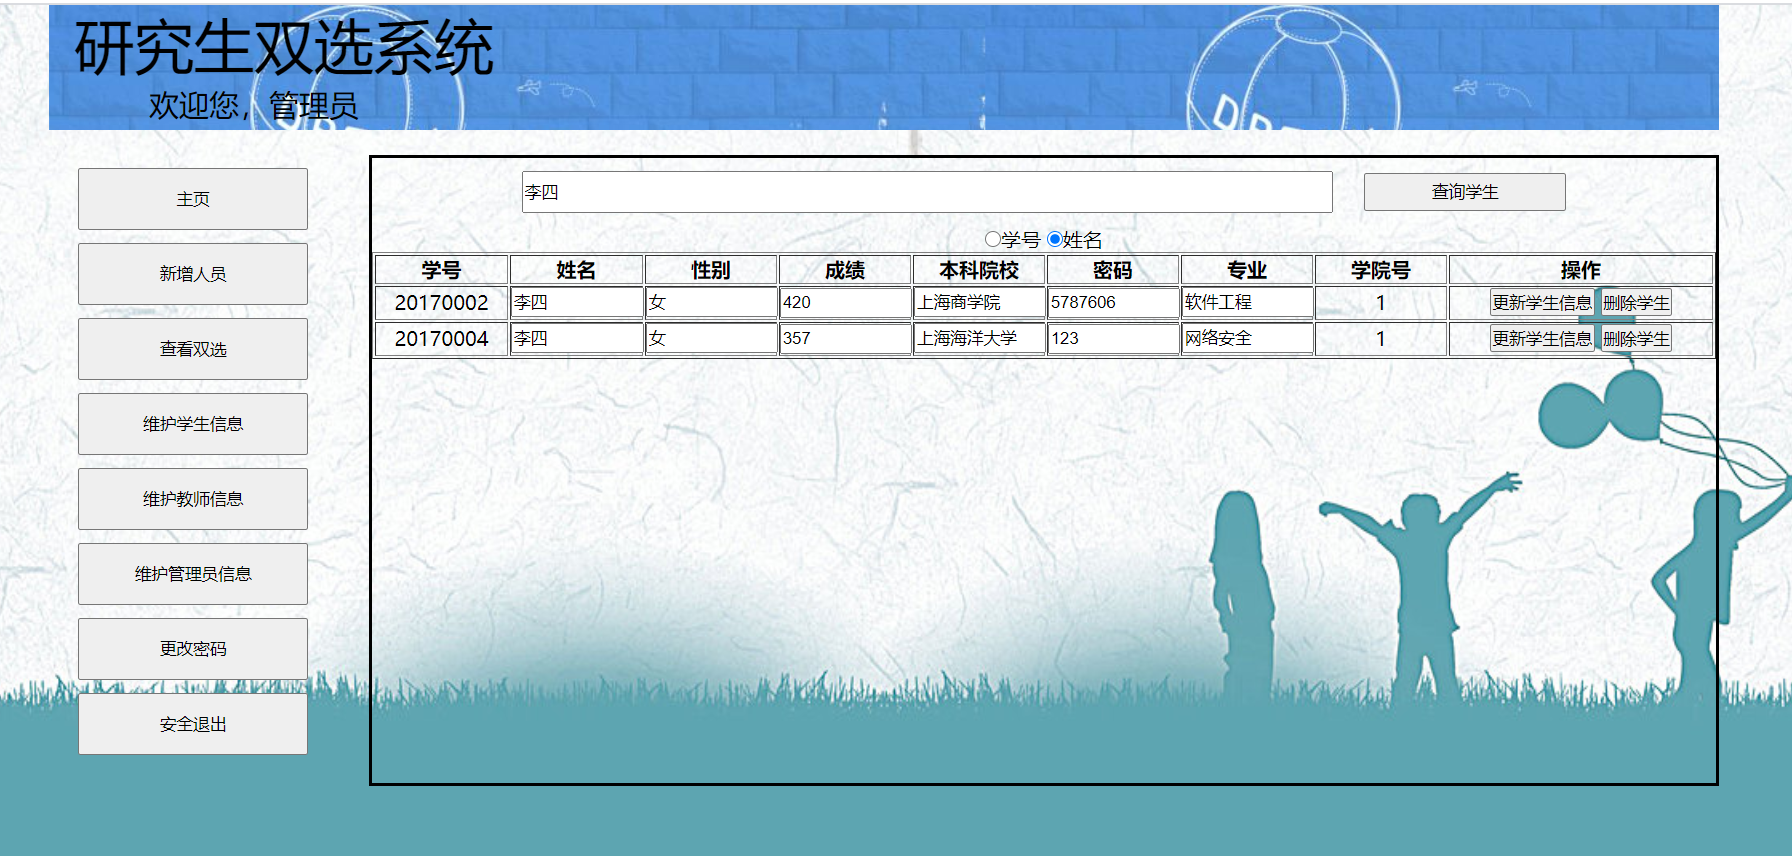 研究生双选系统
欢迎您，管理员
主页
新增人员
查看双选
维护学生信息
维护教师信息
维护管理员信息
更改密码
安全退出
李四 查询学生
学号 姓名
学号 姓名 性别 成绩 本科院校 密码 专业 学院号 操作
20170002 李四 女 420 上海商学院 5787606 软件工程 1 更新学生信息 删除学生
20170004 李四 女 357 上海海洋大学 123 网络安全 1 更新学生信息 删除学生